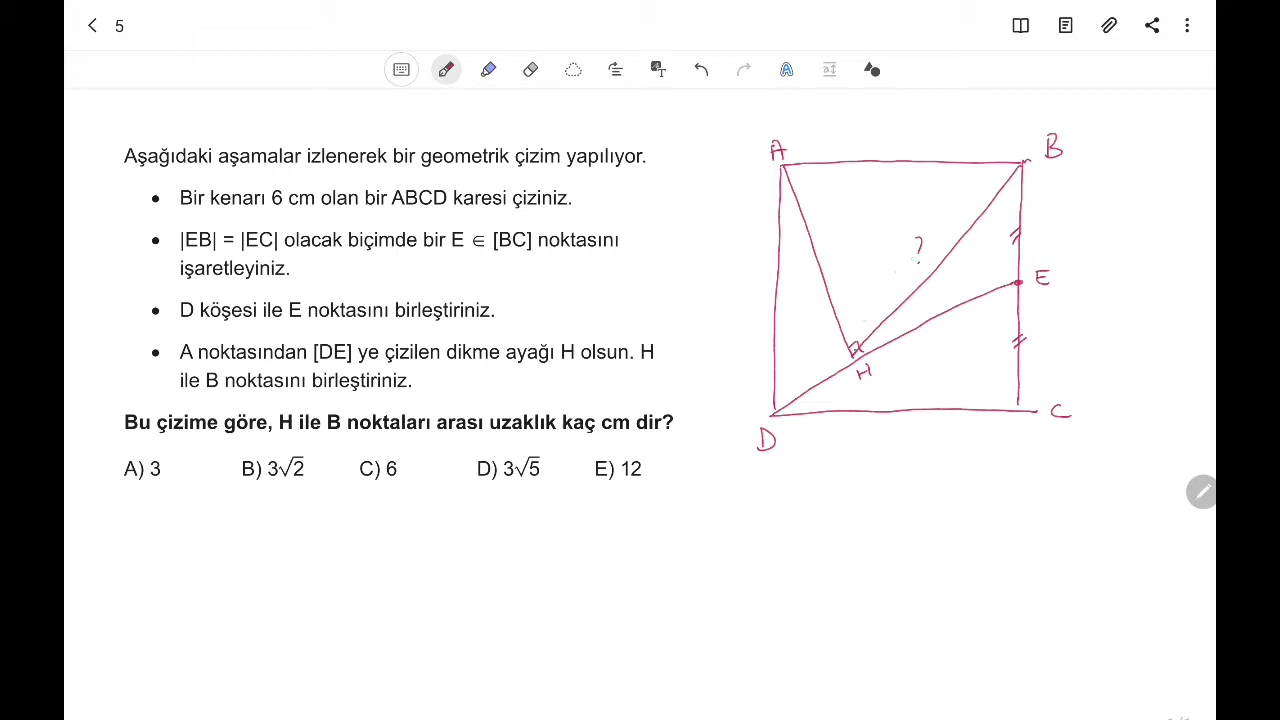 5
Aşağıdaki aşamalar izlenerek bir geometrik çizim yapılıyor.
• Bir kenarı 6 cm olan bir ABCD karesi çiziniz.
• |EB| = |EC| olacak biçimde bir E ∈ [BC] noktasını
işaretleyiniz.
• D köşesi ile E noktasını birleştiriniz.
• A noktasından [DE] ye çizilen dikme ayağı H olsun. H
ile B noktasını birleştiriniz.
Bu çizime göre, H ile B noktaları arası uzaklık kaç cm dir?
A) 3 B) 3√2 C) 6 D) 3√5 E) 12
A
B
?
E
H
C
D